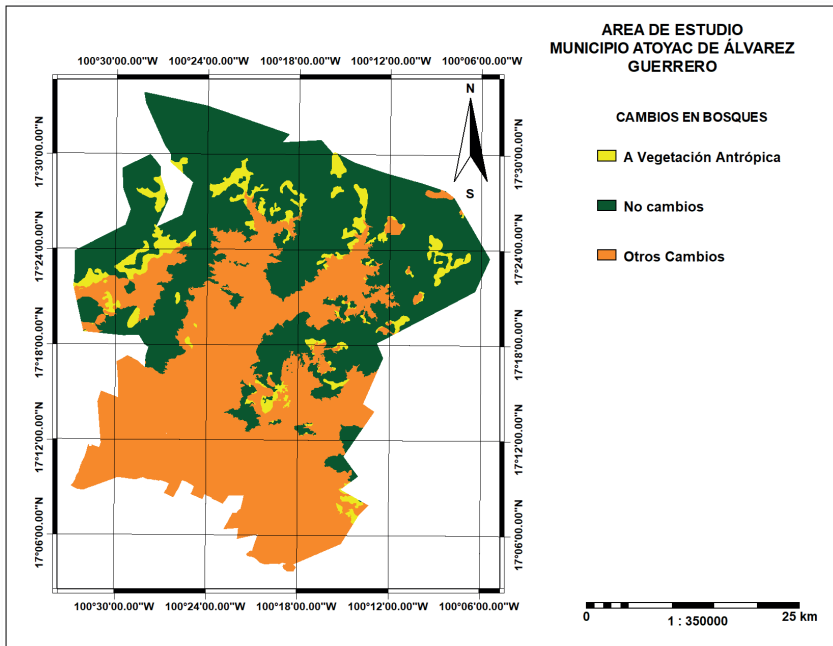 AREA DE ESTUDIO
MUNICIPIO ATOYAC DE ÁLVAREZ
GUERRERO
CAMBIOS EN BOSQUES
A Vegetación Antrópica
No cambios
Otros Cambios
N
S
100°30'00.00"W 100°24'00.00"W 100°18'00.00"W 100°12'00.00"W 100°06'00.00"W
17°30'00.00"N 17°30'00.00"N
17°24'00.00"N 17°24'00.00"N
17°18'00.00"N 17°18'00.00"N
17°12'00.00"N 17°12'00.00"N
17°06'00.00"N 17°06'00.00"N
100°30'00.00"W 100°24'00.00"W 100°18'00.00"W 100°12'00.00"W 100°06'00.00"W
0 25 km
1 : 350000